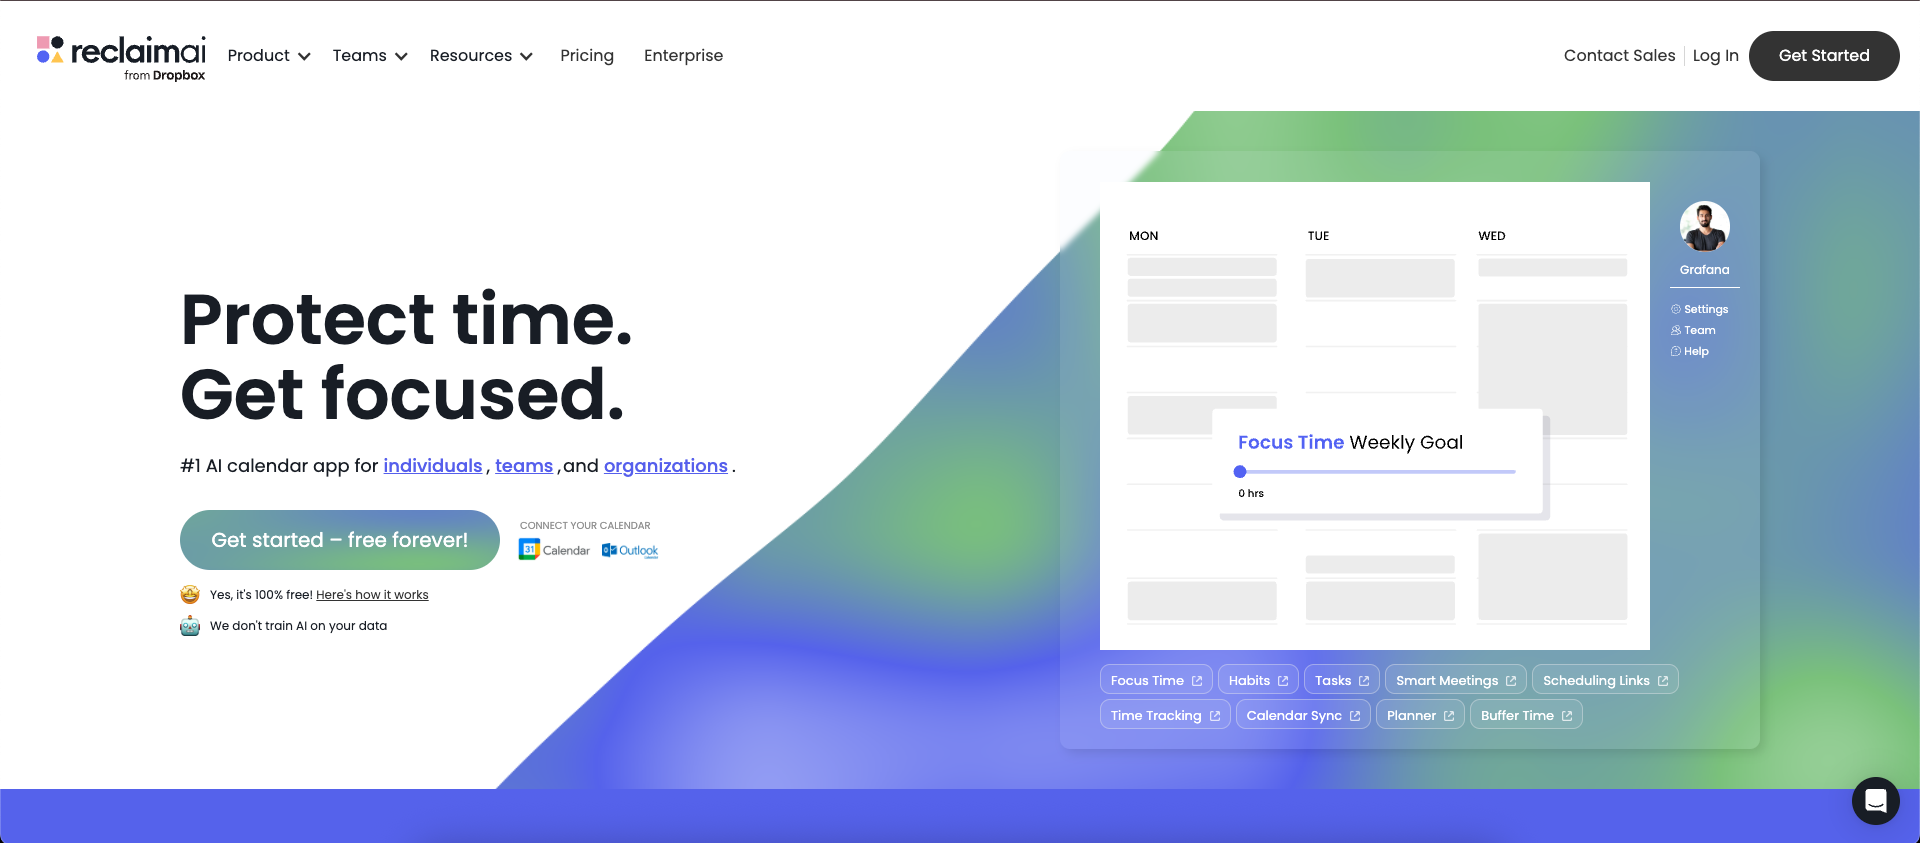 reclaimai
from Dropbox
Product
Teams
Resources
Pricing
Enterprise
Contact Sales
Log In
Get Started
Protect time.
Get focused.
#1 AI calendar app for individuals , teams ,and organizations .
Get started – free forever!
CONNECT YOUR CALENDAR
31 Calendar
Outlook
Yes, it's 100% free! Here's how it works
We don't train AI on your data
MON TUE WED
Focus Time Weekly Goal
0 hrs
Grafana
Settings
Team
Help
Focus Time
Habits
Tasks
Smart Meetings
Scheduling Links
Time Tracking
Calendar Sync
Planner
Buffer Time